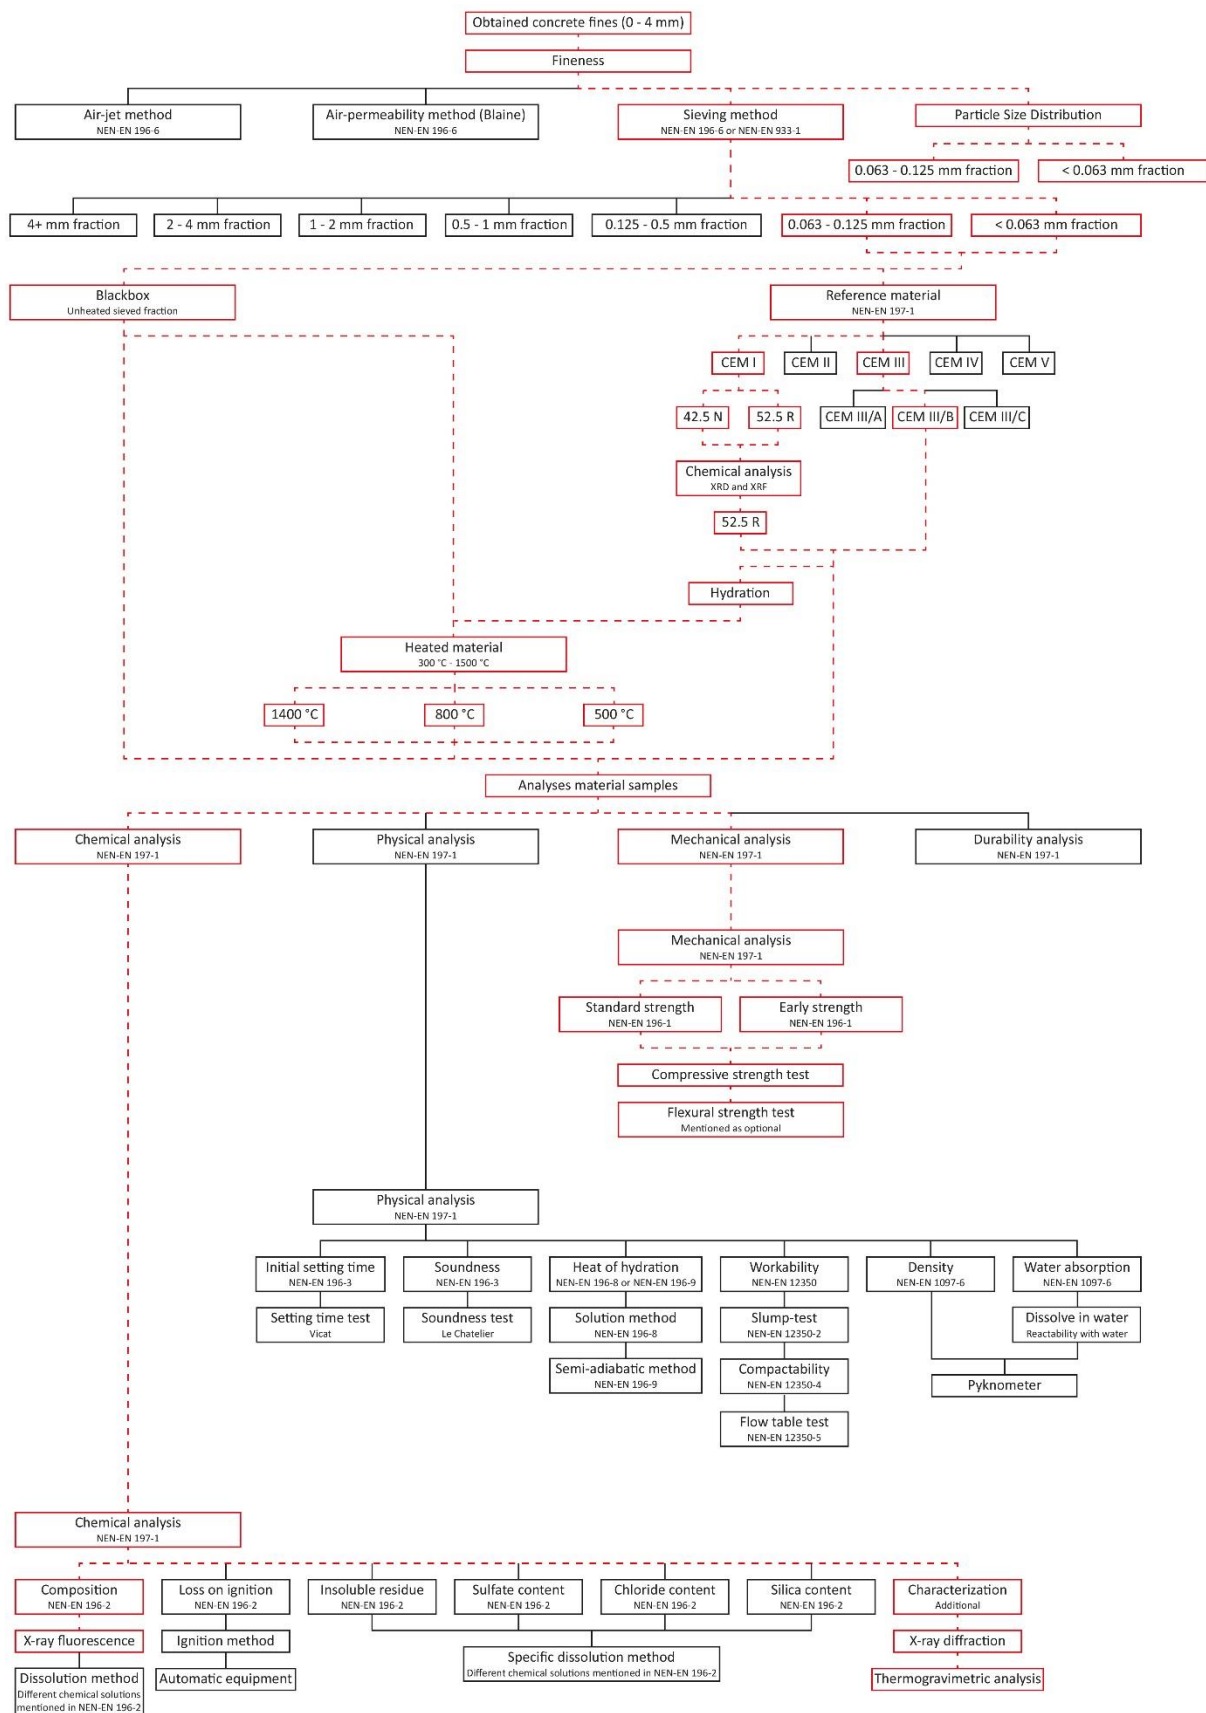 Obtained concrete fines (0 - 4 mm)
Fineness
Air-jet method
NEN-EN 196-6
Air-permeability method (Blaine)
NEN-EN 196-6
Sieving method
NEN-EN 196-6 or NEN-EN 933-1
Particle Size Distribution
0.063 - 0.125 mm fraction
< 0.063 mm fraction
4+ mm fraction
2 - 4 mm fraction
1 - 2 mm fraction
0.5 - 1 mm fraction
0.125 - 0.5 mm fraction
0.063 - 0.125 mm fraction
< 0.063 mm fraction
Blackbox
Unheated sieved fraction
Reference material
NEN-EN 197-1
CEM I
CEM II
CEM III
CEM IV
CEM V
42.5 N
52.5 R
CEM III/A
CEM III/B
CEM III/C
Chemical analysis
XRD and XRF
52.5 R
Hydration
Heated material
300 °C - 1500 °C
1400 °C
800 °C
500 °C
Analyses material samples
Chemical analysis
NEN-EN 197-1
Physical analysis
NEN-EN 197-1
Mechanical analysis
NEN-EN 197-1
Durability analysis
NEN-EN 197-1
Mechanical analysis
NEN-EN 197-1
Standard strength
NEN-EN 196-1
Early strength
NEN-EN 196-1
Compressive strength test
Flexural strength test
Mentioned as optional
Physical analysis
NEN-EN 197-1
Initial setting time
NEN-EN 196-3
Soundness
NEN-EN 196-3
Heat of hydration
NEN-EN 196-8 or NEN-EN 196-9
Workability
NEN-EN 12350
Density
NEN-EN 1097-6
Water absorption
NEN-EN 1097-6
Setting time test
Vicat
Soundness test
Le Chatelier
Solution method
NEN-EN 196-8
Slump-test
NEN-EN 12350-2
Dissolve in water
Reactability with water
Semi-adiabatic method
NEN-EN 196-9
Compactability
NEN-EN 12350-4
Pyknometer
Flow table test
NEN-EN 12350-5
Chemical analysis
NEN-EN 197-1
Composition
NEN-EN 196-2
Loss on ignition
NEN-EN 196-2
Insoluble residue
NEN-EN 196-2
Sulfate content
NEN-EN 196-2
Chloride content
NEN-EN 196-2
Silica content
NEN-EN 196-2
Characterization
Additional
X-ray fluorescence
Ignition method
Specific dissolution method
Different chemical solutions mentioned in NEN-EN 196-2
X-ray diffraction
Dissolution method
Different chemical solutions
mentioned in NEN-EN 196-2
Automatic equipment
Thermogravimetric analysis